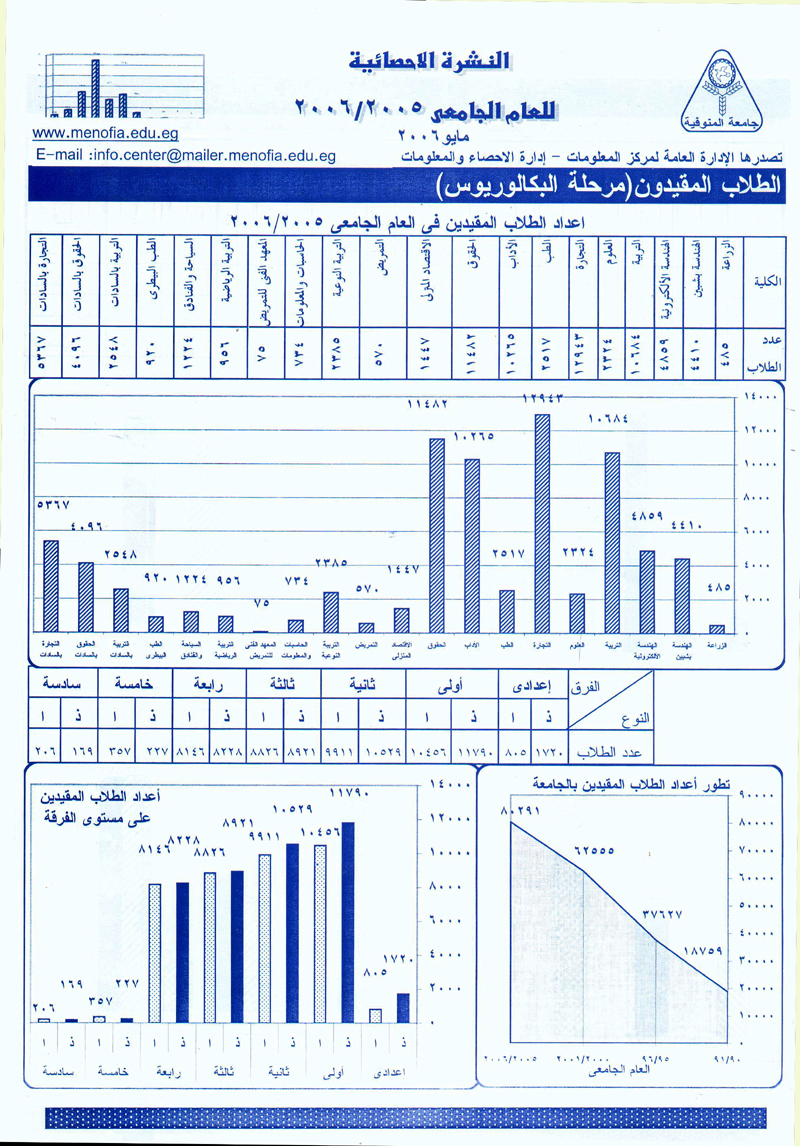 النشرة الاحصائية
للعام الجامعى ٢٠٠٦/٢٠٠٥
مايو ٢٠٠٦
جامعة المنوفية
www.menofia.edu.eg
E-mail :info.center@mailer.menofia.edu.eg
تصدرها الإدارة العامة لمركز المعلومات - إدارة الاحصاء والمعلومات
الطلاب المقيدون(مرحلة البكالوريوس)
اعداد الطلاب المقيدين فى العام الجامعى ٢٠٠٦/٢٠٠٥
الكلية الزراعة الهندسة بشبين الهندسة الألكترونية التربية العلوم التجارة الطب الأداب الحقوق الاقتصاد المنزلى التمريض التربية النوعية الحاسبات والمعلومات المعهد الفنى للتمريض التربية الرياضية السياحة والفنادق الطب البيطرى التربية بالسادات الحقوق بالسادات التجارة بالسادات
عدد الطلاب ٤٨٥ ٤٤١٠ ٤٨٥٩ ١٠٦٨٤ ٢٣٢٤ ١٢٩٤٣ ٢٥١٧ ١٠٢٦٥ ١١٤٨٢ ١٤٤٧ ٥٧٠ ٢٣٨٥ ٧٣٤ ٧٥ ٩٥٦ ١٢٢٤ ٩٢٠ ٢٥٤٨ ٤٠٩٦ ٥٣٦٧
١٤٠٠٠
١٢٠٠٠
١٠٠٠٠
٨٠٠٠
٦٠٠٠
٤٠٠٠
٢٠٠٠
٠
٤٨٥ ٤٤١٠ ٤٨٥٩ ١٠٦٨٤ ٢٣٢٤ ١٢٩٤٣ ٢٥١٧ ١٠٢٦٥ ١١٤٨٢ ١٤٤٧ ٥٧٠ ٢٣٨٥ ٧٣٤ ٧٥ ٩٥٦ ١٢٢٤ ٩٢٠ ٢٥٤٨ ٤٠٩٦ ٥٣٦٧
الزراعة الهندسة بشبين الهندسة الالكترونية التربية العلوم التجارة الطب الاداب الحقوق الاقتصاد المنزلى التمريض التربية النوعية الحاسبات والمعلومات المعهد الفنى للتمريض التربية الرياضية السياحة والفنادق الطب البيطرى التربية بالسادات الحقوق بالسادات التجارة بالسادات
الفرق إعدادى أولى ثانية ثالثة رابعة خامسة سادسة
النوع ذ ا ذ ا ذ ا ذ ا ذ ا ذ ا ذ ا
عدد الطلاب ١٧٢٠ ٨٠٥ ١١٧٩٠ ١٠٤٥٦ ١٠٥٢٩ ٩٩١١ ٨٩٢١ ٨٨٢٦ ٨٢٢٨ ٨١٤٦ ٢٢٧ ٣٥٧ ١٦٩ ٢٠٦
تطور أعداد الطلاب المقيدين بالجامعة
٩٠٠٠٠
٨٠٠٠٠
٧٠٠٠٠
٦٠٠٠٠
٥٠٠٠٠
٤٠٠٠٠
٣٠٠٠٠
٢٠٠٠٠
١٠٠٠٠
٠
٨٠٢٩١
٦٢٥٥٥
٣٧٦٢٧
١٨٧٥٩
٩١/٩٠ ٩٦/٩٥ ٢٠٠١/٢٠٠٠ ٢٠٠٦/٢٠٠٥
العام الجامعى
أعداد الطلاب المقيدين
على مستوى الفرقة
١٤٠٠٠
١٢٠٠٠
١٠٠٠٠
٨٠٠٠
٦٠٠٠
٤٠٠٠
٢٠٠٠
٠
١٧٢٠ ٨٠٥ ١١٧٩٠ ١٠٤٥٦ ١٠٥٢٩ ٩٩١١ ٨٩٢١ ٨٨٢٦ ٨٢٢٨ ٨١٤٦ ٢٢٧ ٣٥٧ ١٦٩ ٢٠٦
ذ ا ذ ا ذ ا ذ ا ذ ا ذ ا ذ ا
اعدادى أولى ثانية ثالثة رابعة خامسة سادسة